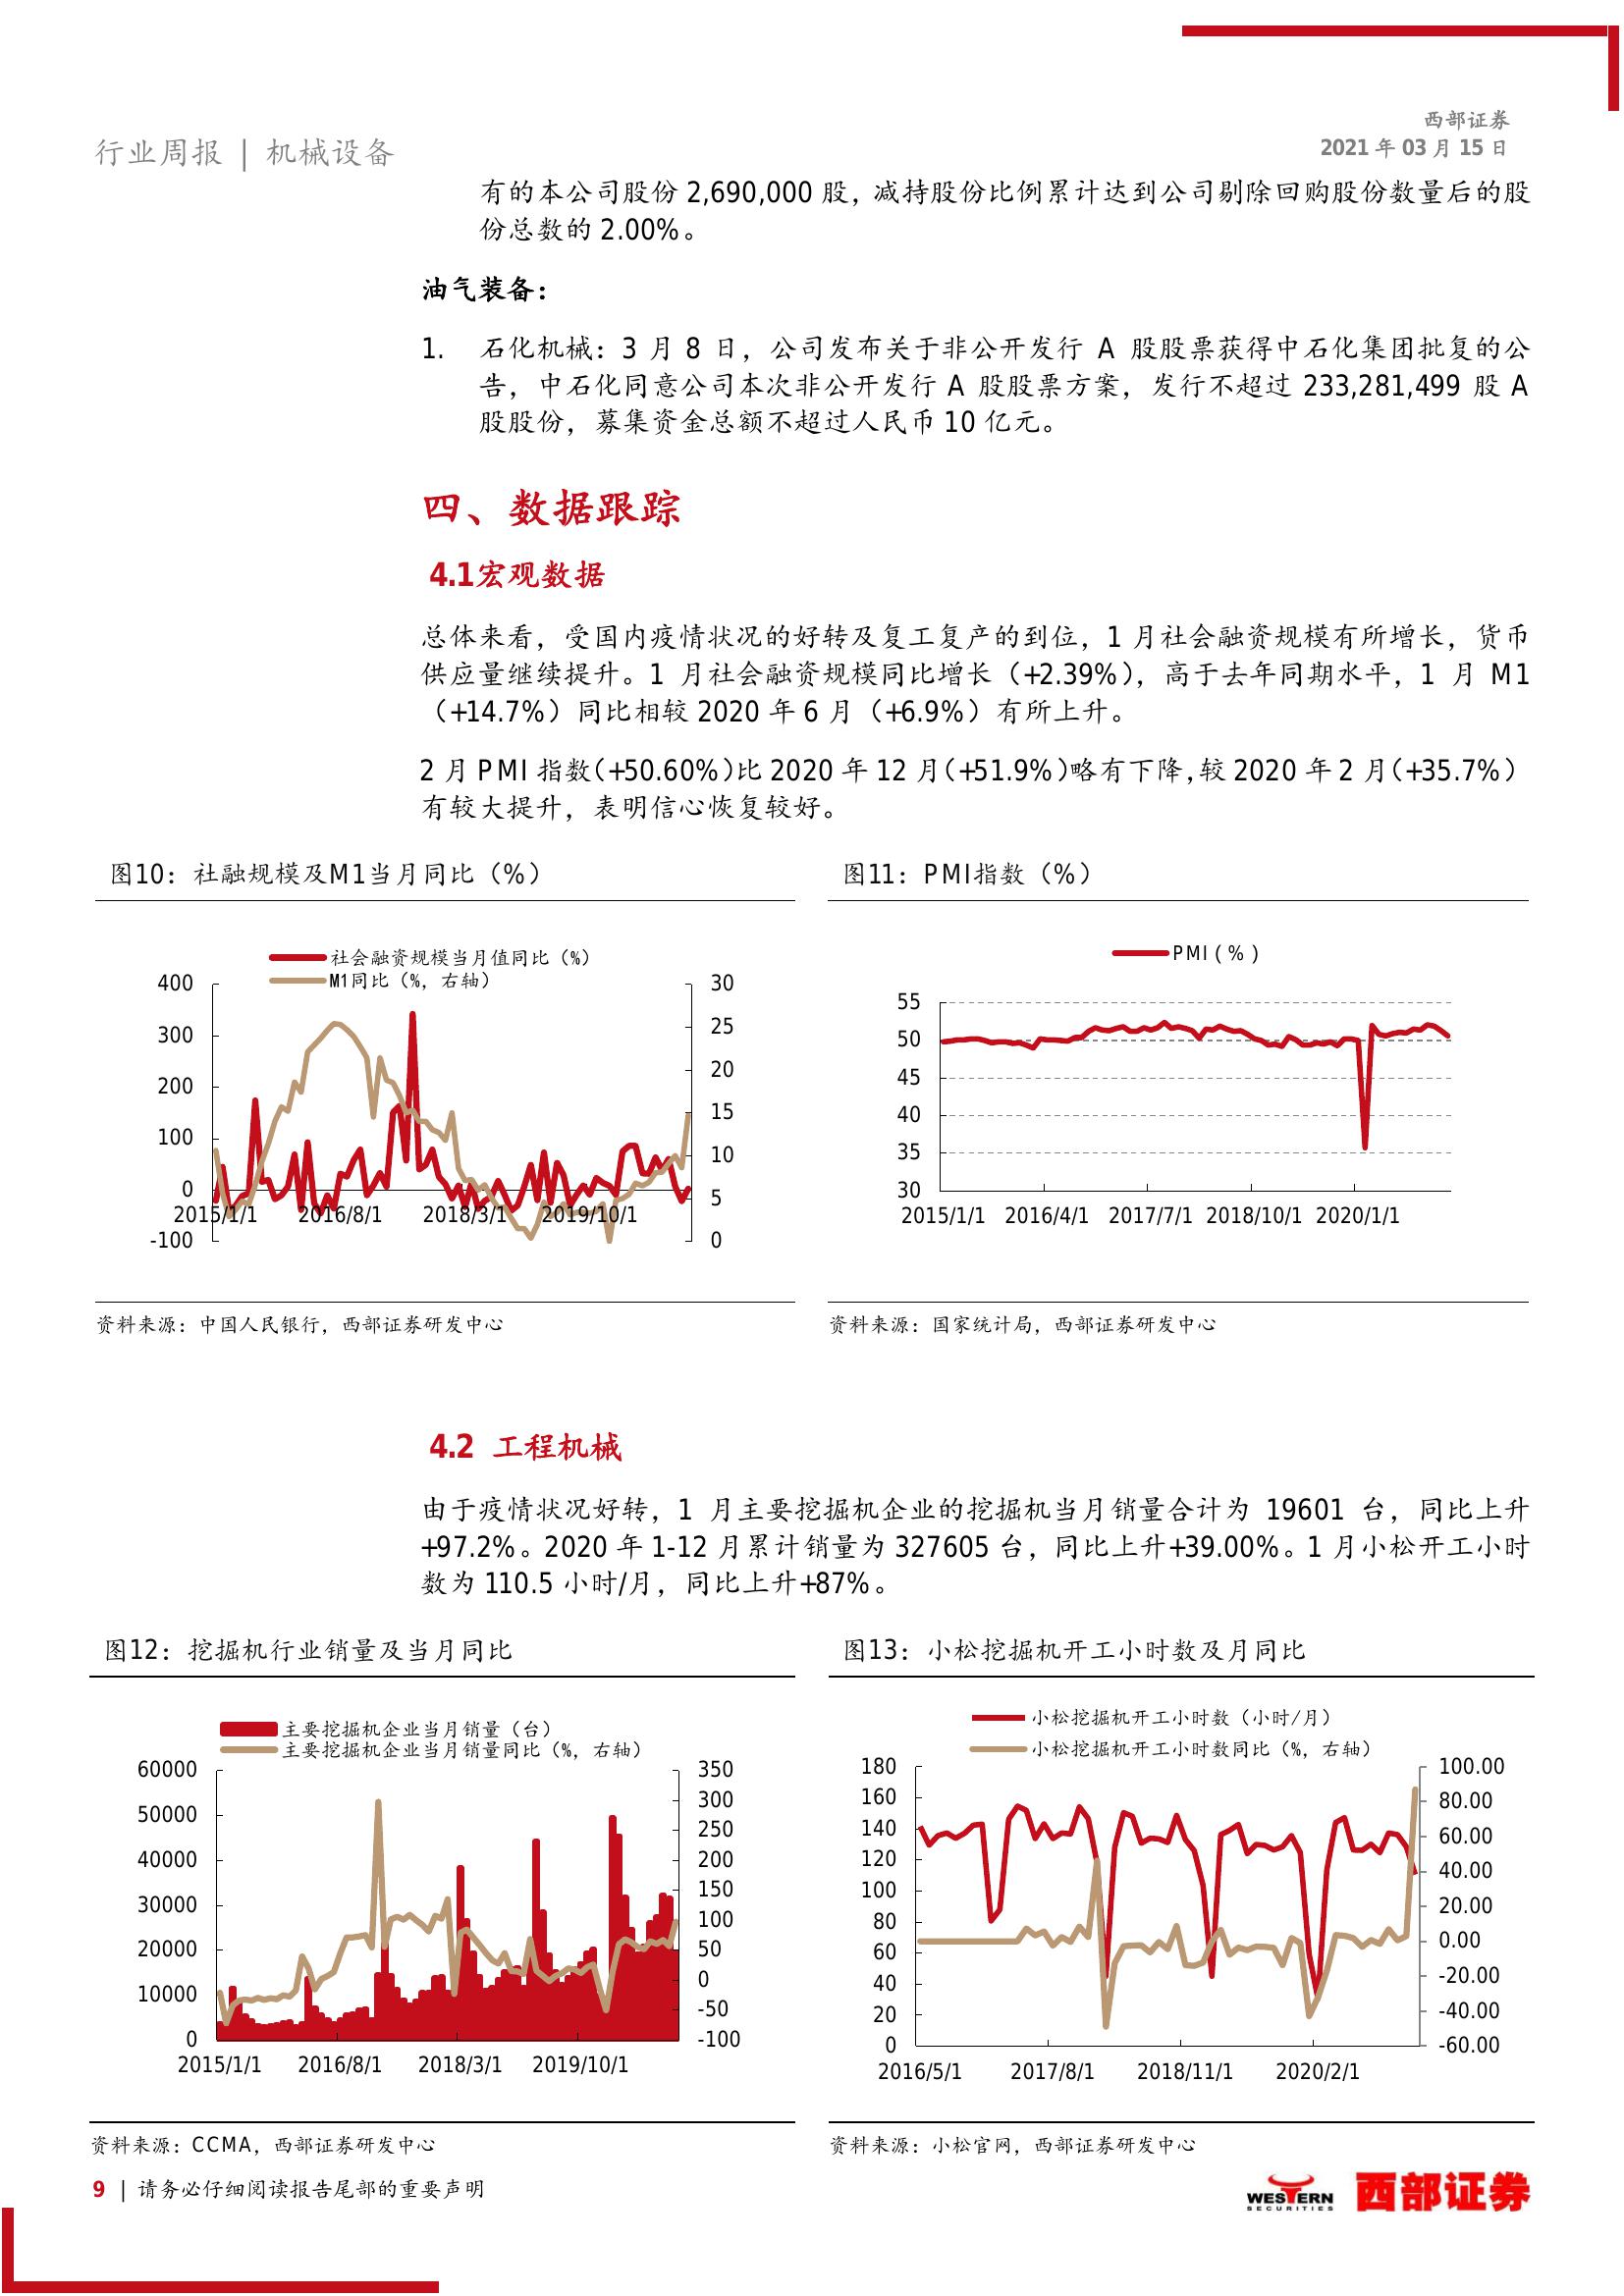 西部证券
2021 年 03 月 15 日
行业周报 | 机械设备
有的本公司股份 2,690,000 股，减持股份比例累计达到公司剔除回购股份数量后的股
份总数的 2.00%。
油气装备：
1. 石化机械：3 月 8 日，公司发布关于非公开发行 A 股股票获得中石化集团批复的公
告，中石化同意公司本次非公开发行 A 股股票方案，发行不超过 233,281,499 股 A
股股份，募集资金总额不超过人民币 10 亿元。
四、数据跟踪
4.1宏观数据
总体来看，受国内疫情状况的好转及复工复产的到位，1 月社会融资规模有所增长，货币
供应量继续提升。1 月社会融资规模同比增长（+2.39%），高于去年同期水平，1 月 M1
（+14.7%）同比相较 2020 年 6 月（+6.9%）有所上升。
2 月 PMI 指数（+50.60%）比 2020 年 12 月（+51.9%）略有下降，较 2020 年 2 月（+35.7%）
有较大提升，表明信心恢复较好。
图10：社融规模及M1当月同比（%）
社会融资规模当月值同比（%）
M1同比（%，右轴）
400
300
200
100
0
-100
30
25
20
15
10
5
0
2015/1/1 2016/8/1 2018/3/1 2019/10/1
资料来源：中国人民银行，西部证券研发中心
图11：PMI指数（%）
PMI ( % )
55
50
45
40
35
30
2015/1/1 2016/4/1 2017/7/1 2018/10/1 2020/1/1
资料来源：国家统计局，西部证券研发中心
4.2 工程机械
由于疫情状况好转，1 月主要挖掘机企业的挖掘机当月销量合计为 19601 台，同比上升
+97.2%。2020 年 1-12 月累计销量为 327605 台，同比上升+39.00%。1 月小松开工小时
数为 110.5 小时/月，同比上升+87%。
图12：挖掘机行业销量及当月同比
主要挖掘机企业当月销量（台）
主要挖掘机企业当月销量同比（%，右轴）
60000
50000
40000
30000
20000
10000
0
350
300
250
200
150
100
50
0
-50
-100
2015/1/1 2016/8/1 2018/3/1 2019/10/1
资料来源：CCMA，西部证券研发中心
图13：小松挖掘机开工小时数及月同比
小松挖掘机开工小时数（小时/月）
小松挖掘机开工小时数同比（%，右轴）
180
160
140
120
100
80
60
40
20
0
100.00
80.00
60.00
40.00
20.00
0.00
-20.00
-40.00
-60.00
2016/5/1 2017/8/1 2018/11/1 2020/2/1
资料来源：小松官网，西部证券研发中心
9 | 请务必仔细阅读报告尾部的重要声明
WESTERN
SECURITIES
西部证券